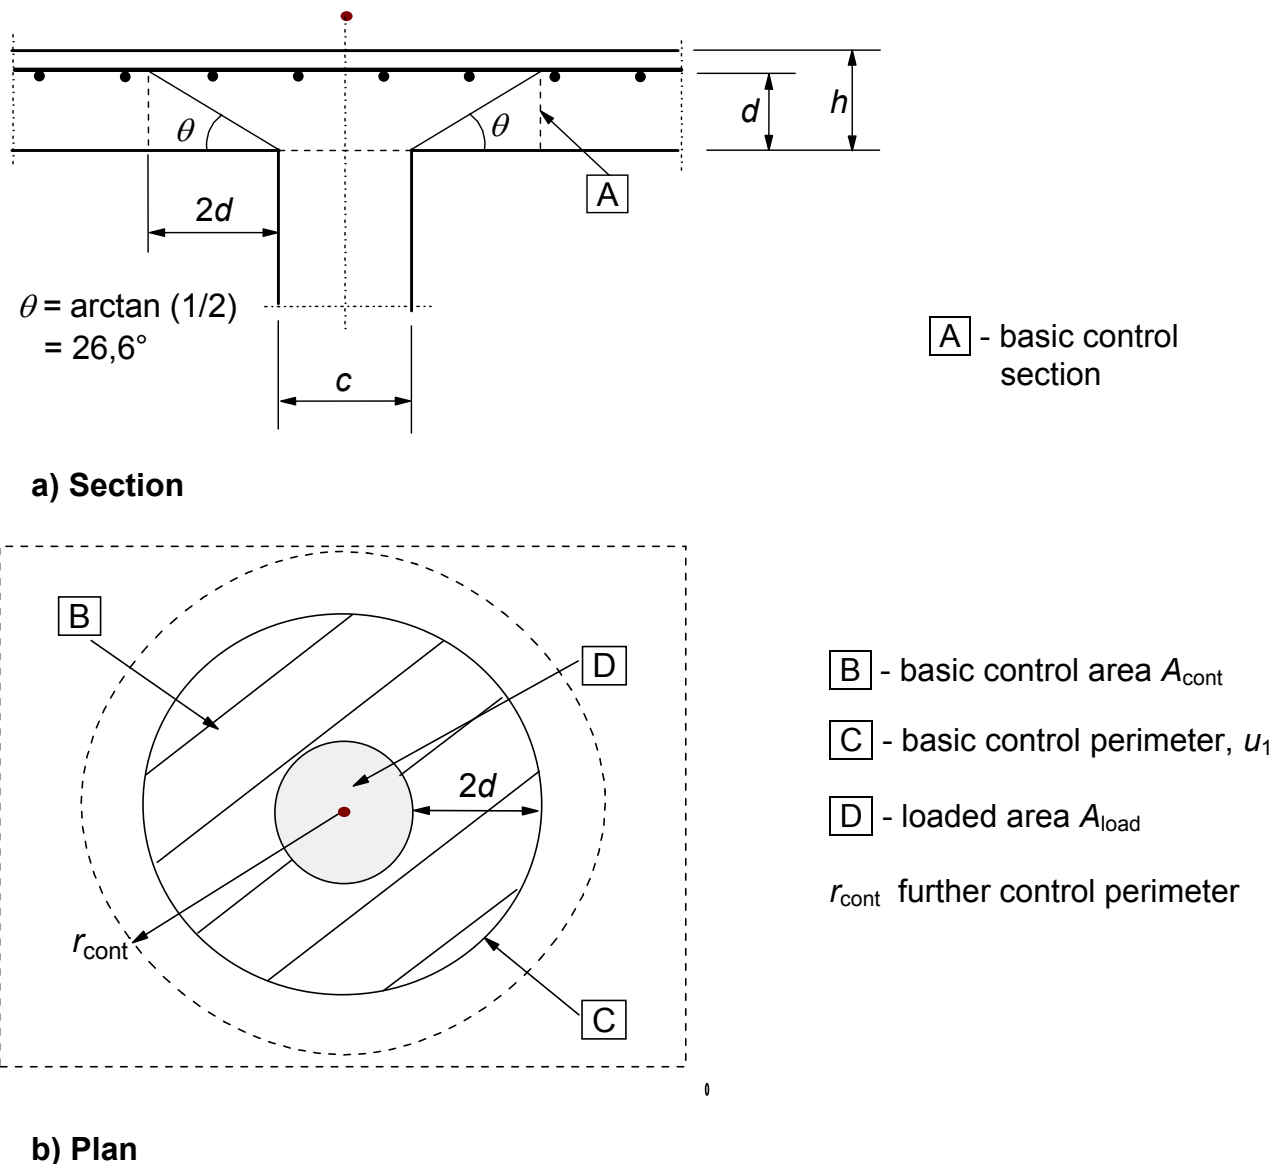 θ
θ
d
h
A
2d
θ = arctan (1/2)
= 26,6°
c
A - basic control
section
a) Section
B
D
2d
r_cont
C
B - basic control area A_cont
C - basic control perimeter, u_1
D - loaded area A_load
r_cont further control perimeter
b) Plan